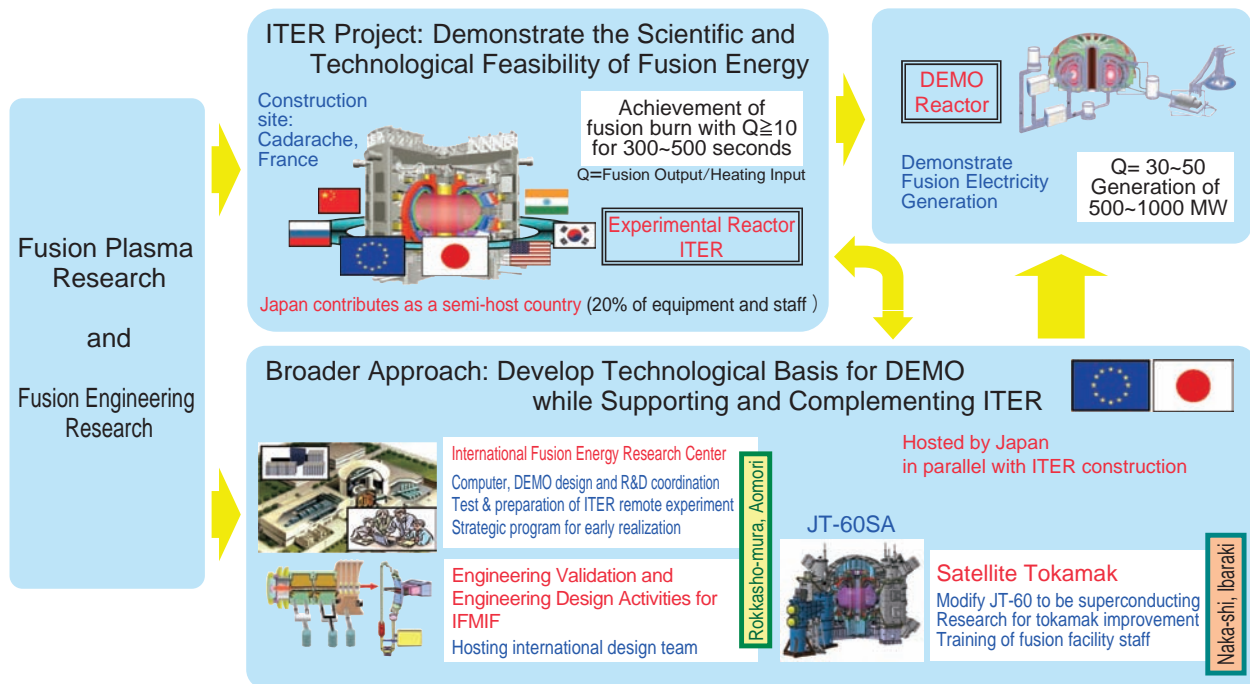 Fusion Plasma
Research
and
Fusion Engineering
Research
ITER Project: Demonstrate the Scientific and
Technological Feasibility of Fusion Energy
Construction
site:
Cadarache,
France
Achievement of
fusion burn with Q≧10
for 300~500 seconds
Q=Fusion Output/Heating Input
Experimental Reactor
ITER
Japan contributes as a semi-host country (20% of equipment and staff )
DEMO
Reactor
Demonstrate
Fusion Electricity
Generation
Q= 30~50
Generation of
500~1000 MW
Broader Approach: Develop Technological Basis for DEMO
while Supporting and Complementing ITER
Hosted by Japan
in parallel with ITER construction
International Fusion Energy Research Center
Computer, DEMO design and R&D coordination
Test & preparation of ITER remote experiment
Strategic program for early realization
Engineering Validation and
Engineering Design Activities for
IFMIF
Hosting international design team
Rokkasho-mura, Aomori
JT-60SA
Satellite Tokamak
Modify JT-60 to be superconducting
Research for tokamak improvement
Training of fusion facility staff
Naka-shi, Ibaraki